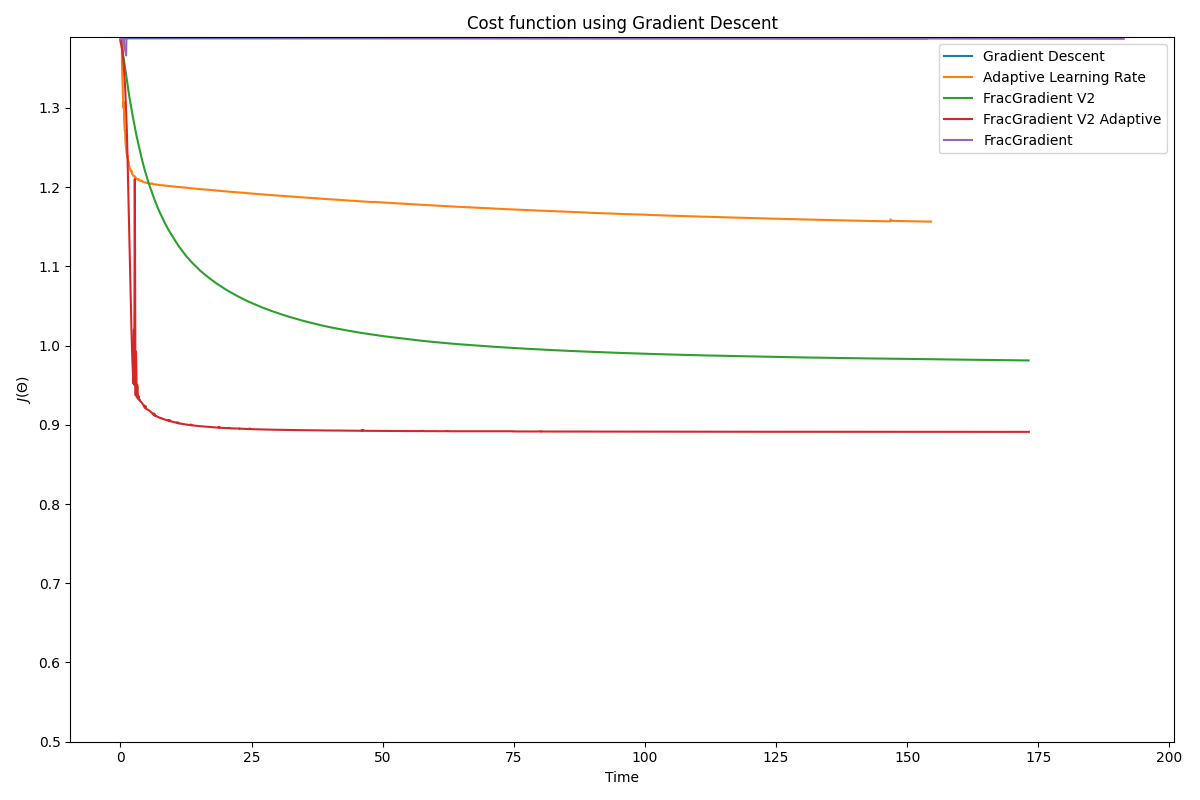 Cost function using Gradient Descent
Gradient Descent
Adaptive Learning Rate
FracGradient V2
FracGradient V2 Adaptive
FracGradient
J(Θ)
1.3
1.2
1.1
1.0
0.9
0.8
0.7
0.6
0.5
0 25 50 75 100 125 150 175 200
Time